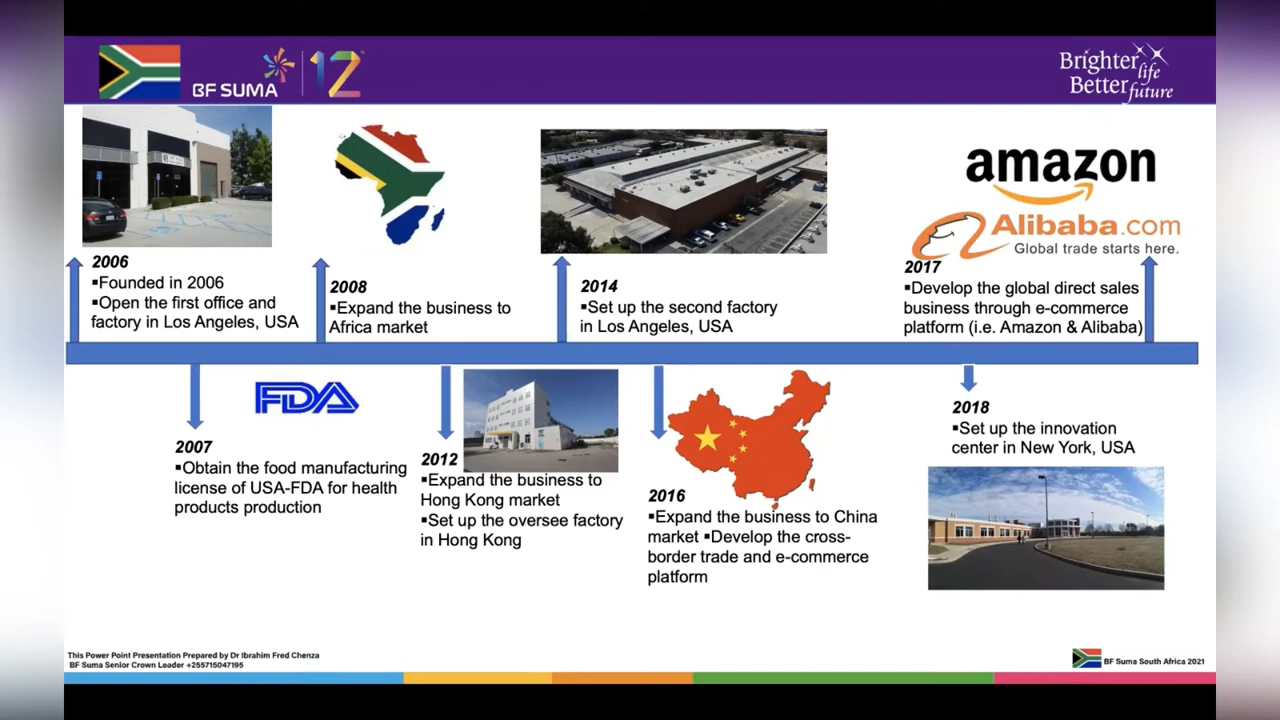 BF SUMA
12
Brighter life
Better future
2006
▪Founded in 2006
▪Open the first office and
factory in Los Angeles, USA
2008
▪Expand the business to
Africa market
2014
▪Set up the second factory
in Los Angeles, USA
amazon
Alibaba.com
Global trade starts here.
2017
▪Develop the global direct sales
business through e-commerce
platform (i.e. Amazon & Alibaba)
FDA
2007
▪Obtain the food manufacturing
license of USA-FDA for health
products production
2012
▪Expand the business to
Hong Kong market
▪Set up the oversee factory
in Hong Kong
2016
▪Expand the business to China
market ▪Develop the cross-
border trade and e-commerce
platform
2018
▪Set up the innovation
center in New York, USA
This Power Point Presentation Prepared by Dr Ibrahim Fred Chenza
BF Suma Senior Crown Leader +255715047195
BF Suma South Africa 2021